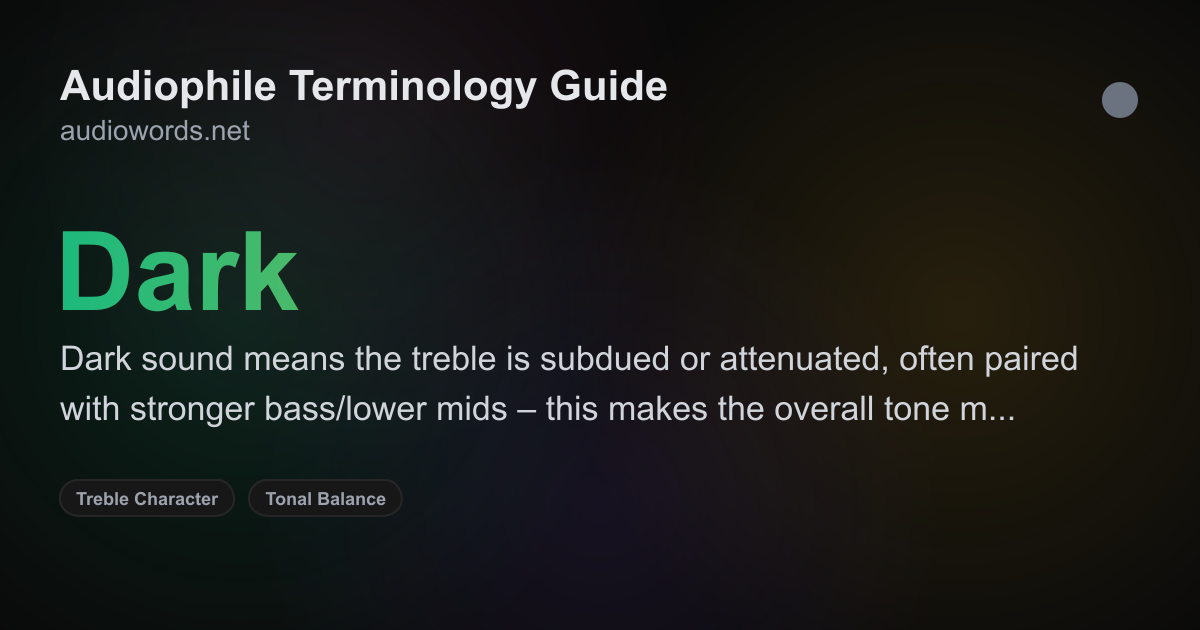 Audiophile Terminology Guide
audiowords.net
Dark
Dark sound means the treble is subdued or attenuated, often paired
with stronger bass/lower mids – this makes the overall tone m...
Treble Character
Tonal Balance